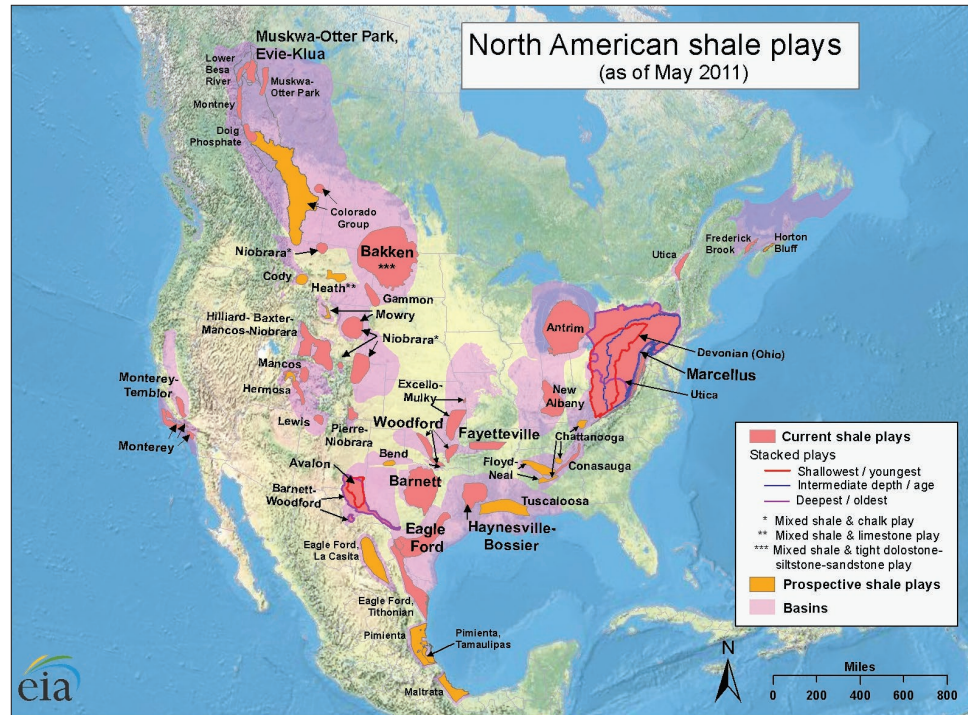 North American shale plays
(as of May 2011)
Muskwa-Otter Park,
Evie-Klua
Lower
Besa
River
Muskwa-
Otter Park
Montney
Doig
Phosphate
Colorado
Group
Niobrara*
Bakken
***
Cody
Heath**
Gammon
Mowry
Hilliard- Baxter-
Mancos-Niobrara
Niobrara*
Mancos
Hermosa
Excello-
Mulky
Monterey-
Temblor
Monterey
Lewis
Pierre-
Niobrara
Woodford
Bend
Fayetteville
Avalon
Barnett-
Woodford
Barnett
Eagle
Ford
Haynesville-
Bossier
Tuscaloosa
Floyd-
Neal
Chattanooga
Conasauga
New
Albany
Antrim
Devonian (Ohio)
Marcellus
Utica
Utica
Frederick
Brook
Horton
Bluff
Eagle Ford,
La Casita
Eagle Ford,
Tithonian
Pimienta
Pimienta,
Tamaulipas
Maltrata
Current shale plays
Stacked plays
Shallowest / youngest
Intermediate depth / age
Deepest / oldest
* Mixed shale & chalk play
** Mixed shale & limestone play
*** Mixed shale & tight dolostone-
siltstone-sandstone play
Prospective shale plays
Basins
N
Miles
0 200 400 600 800
eia